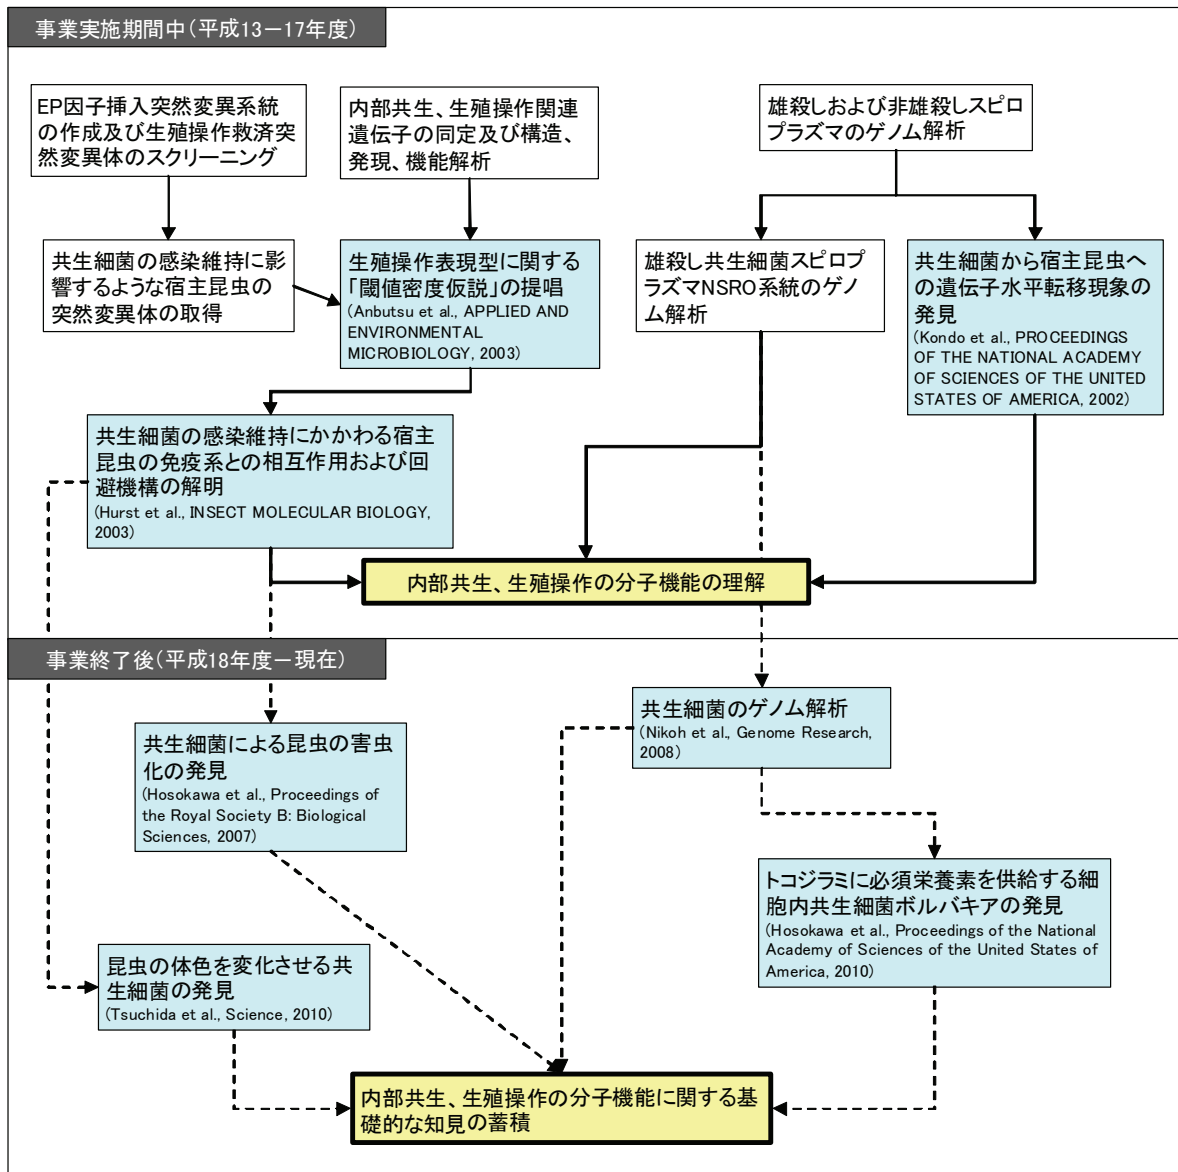 事業実施期間中(平成13－17年度)
EP因子挿入突然変異系統
の作成及び生殖操作救済突
然変異体のスクリーニング
内部共生、生殖操作関連
遺伝子の同定及び構造、
発現、機能解析
雄殺しおよび非雄殺しスピロ
プラズマのゲノム解析
共生細菌の感染維持に影
響するような宿主昆虫の
突然変異体の取得
生殖操作表現型に関する
「閾値密度仮説」の提唱
(Anbutsu et al., APPLIED AND
ENVIRONMENTAL
MICROBIOLOGY, 2003)
雄殺し共生細菌スピロプ
ラズマNSRO系統のゲノ
ム解析
共生細菌から宿主昆虫へ
の遺伝子水平転移現象の
発見
(Kondo et al., PROCEEDINGS
OF THE NATIONAL ACADEMY
OF SCIENCES OF THE UNITED
STATES OF AMERICA, 2002)
共生細菌の感染維持にかかわる宿主
昆虫の免疫系との相互作用および回
避機構の解明
(Hurst et al., INSECT MOLECULAR BIOLOGY,
2003)
内部共生、生殖操作の分子機能の理解
事業終了後(平成18年度－現在)
共生細菌のゲノム解析
(Nikoh et al., Genome Research,
2008)
共生細菌による昆虫の害虫
化の発見
(Hosokawa et al., Proceedings of
the Royal Society B: Biological
Sciences, 2007)
トコジラミに必須栄養素を供給する細
胞内共生細菌ボルバキアの発見
(Hosokawa et al., Proceedings of the National
Academy of Sciences of the United States of
America, 2010)
昆虫の体色を変化させる共
生細菌の発見
(Tsuchida et al., Science, 2010)
内部共生、生殖操作の分子機能に関する基
礎的な知見の蓄積